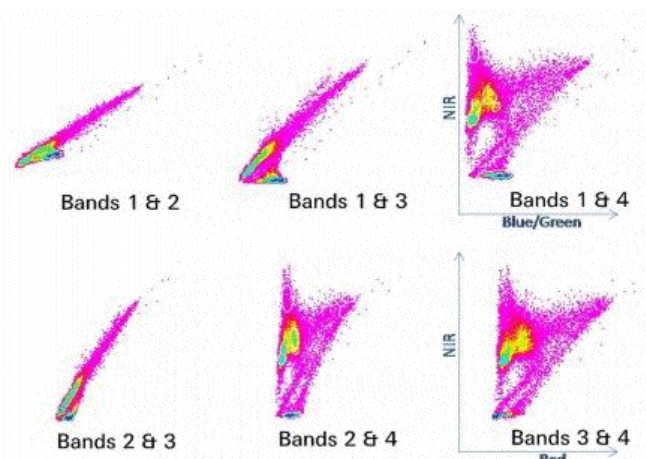 NIR
Bands 1 & 2
Bands 1 & 3
Bands 1 & 4
Blue/Green
NIR
Bands 2 & 3
Bands 2 & 4
Bands 3 & 4
Red